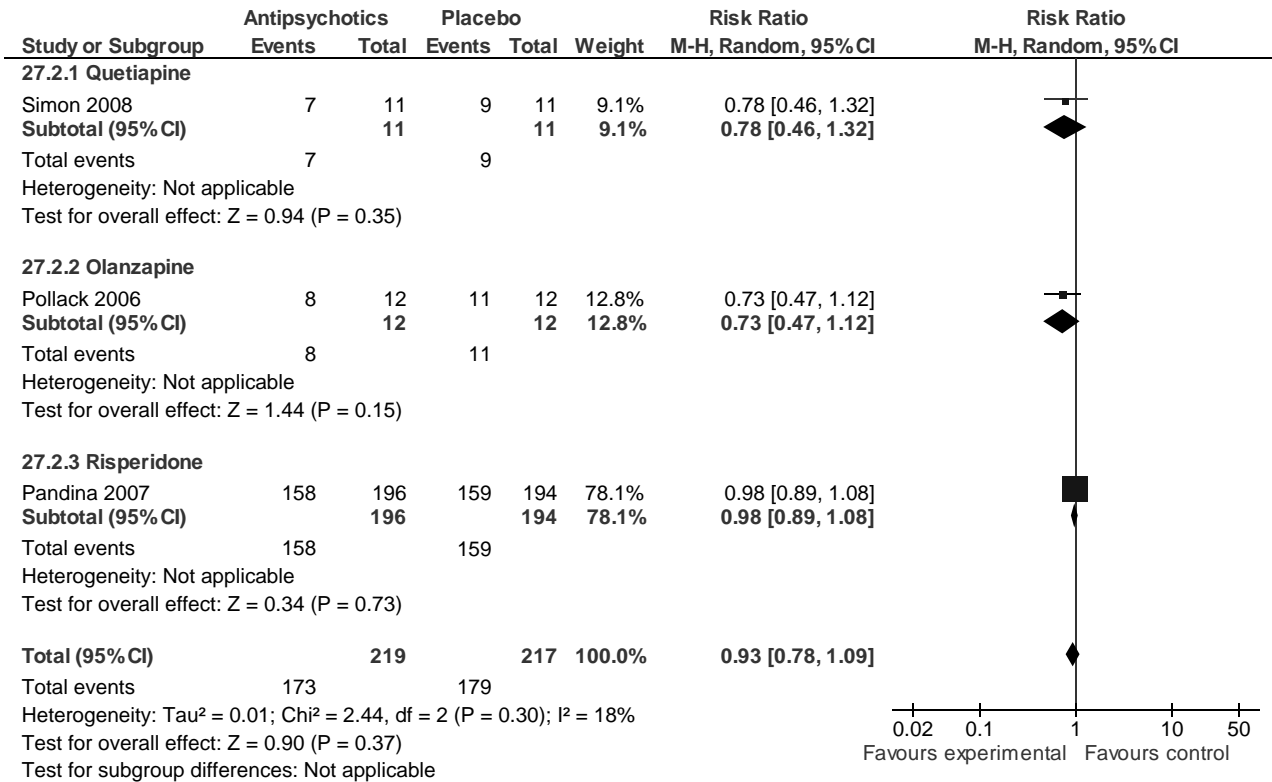 Antipsychotics Placebo Risk Ratio Risk Ratio
Study or Subgroup Events Total Events Total Weight M-H, Random, 95% CI M-H, Random, 95% CI
27.2.1 Quetiapine
Simon 2008 7 11 9 11 9.1% 0.78 [0.46, 1.32]
Subtotal (95% CI) 11 11 9.1% 0.78 [0.46, 1.32]
Total events 7 9
Heterogeneity: Not applicable
Test for overall effect: Z = 0.94 (P = 0.35)
27.2.2 Olanzapine
Pollack 2006 8 12 11 12 12.8% 0.73 [0.47, 1.12]
Subtotal (95% CI) 12 12 12.8% 0.73 [0.47, 1.12]
Total events 8 11
Heterogeneity: Not applicable
Test for overall effect: Z = 1.44 (P = 0.15)
27.2.3 Risperidone
Pandina 2007 158 196 159 194 78.1% 0.98 [0.89, 1.08]
Subtotal (95% CI) 196 194 78.1% 0.98 [0.89, 1.08]
Total events 158 159
Heterogeneity: Not applicable
Test for overall effect: Z = 0.34 (P = 0.73)
Total (95% CI) 219 217 100.0% 0.93 [0.78, 1.09]
Total events 173 179
Heterogeneity: Tau² = 0.01; Chi² = 2.44, df = 2 (P = 0.30); I² = 18%
Test for overall effect: Z = 0.90 (P = 0.37)
Test for subgroup differences: Not applicable
0.02 0.1 1 10 50
Favours experimental Favours control